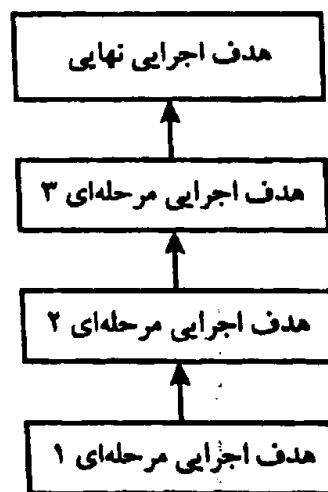 هدف اجرایی نهایی
هدف اجرایی مرحله‌ای ۳
هدف اجرایی مرحله‌ای ۲
هدف اجرایی مرحله‌ای ۱